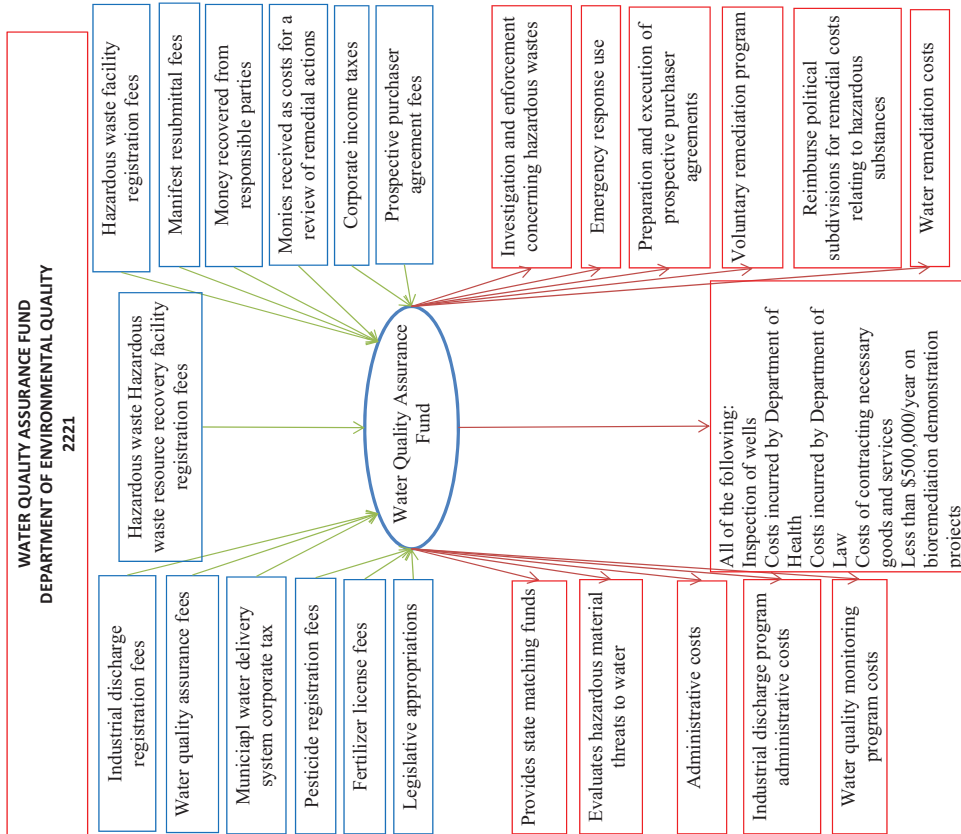 WATER QUALITY ASSURANCE FUND
DEPARTMENT OF ENVIRONMENTAL QUALITY
2221
Industrial discharge
registration fees
Water quality assurance fees
Municiapl water delivery
system corporate tax
Pesticide registration fees
Fertilizer license fees
Legislative appropriations
Hazardous waste Hazardous
waste resource recovery facility
registration fees
Hazardous waste facility
registration fees
Manifest resubmittal fees
Money recovered from
responsible parties
Monies received as costs for a
review of remedial actions
Corporate income taxes
Prospective purchaser
agreement fees
Water Quality Assurance
Fund
Provides state matching funds
Evaluates hazardous material
threats to water
Administrative costs
Industrial discharge program
administrative costs
Water quality monitoring
program costs
All of the following:
Inspection of wells
Costs incurred by Department of
Health
Costs incurred by Department of
Law
Costs of contracting necessary
goods and services
Less than $500,000/year on
bioremediation demonstration
projects
Investigation and enforcement
concerning hazardous wastes
Emergency response use
Preparation and execution of
prospective purchaser
agreements
Voluntary remediation program
Reimburse political
subdivisions for remedial costs
relating to hazardous
substances
Water remediation costs